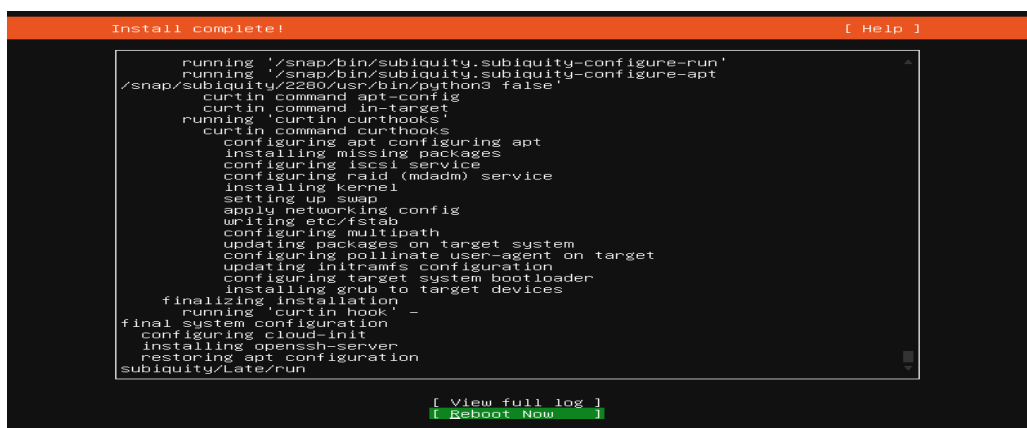 Install complete! [ Help ]
running '/snap/bin/subiquity.subiquity-configure-run'
running '/snap/bin/subiquity.subiquity-configure-apt
/snap/subiquity/2280/usr/bin/python3 false'
curtin command apt-config
curtin command in-target
running 'curtin curthooks'
curtin command curthooks
configuring apt configuring apt
installing missing packages
configuring iscsi service
configuring raid (mdadm) service
installing kernel
setting up swap
apply networking config
writing etc/fstab
configuring multipath
updating packages on target system
configuring pollinate user-agent on target
updating initramfs configuration
configuring target system bootloader
installing grub to target devices
finalizing installation
running 'curtin hook' -
final system configuration
configuring cloud-init
installing openssh-server
restoring apt configuration
subiquity/Late/run
[ View full log ]
[ Reboot Now ]